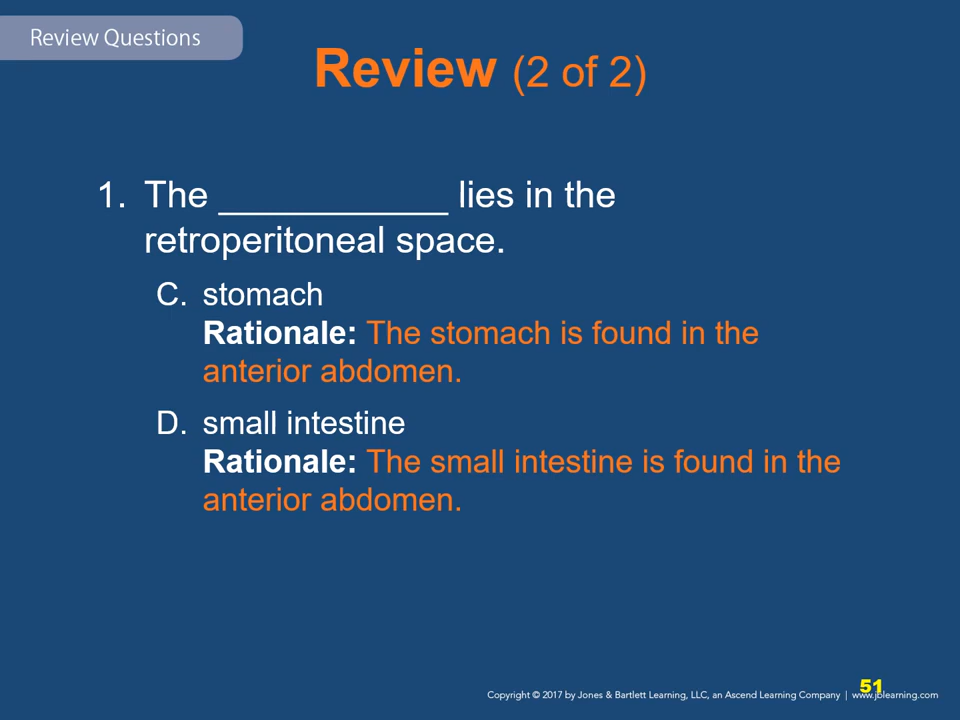 Review Questions
Review (2 of 2)
1. The ___________ lies in the
retroperitoneal space.
C. stomach
Rationale: The stomach is found in the
anterior abdomen.
D. small intestine
Rationale: The small intestine is found in the
anterior abdomen.
51
Copyright © 2017 by Jones & Bartlett Learning, LLC, an Ascend Learning Company | www.jblearning.com